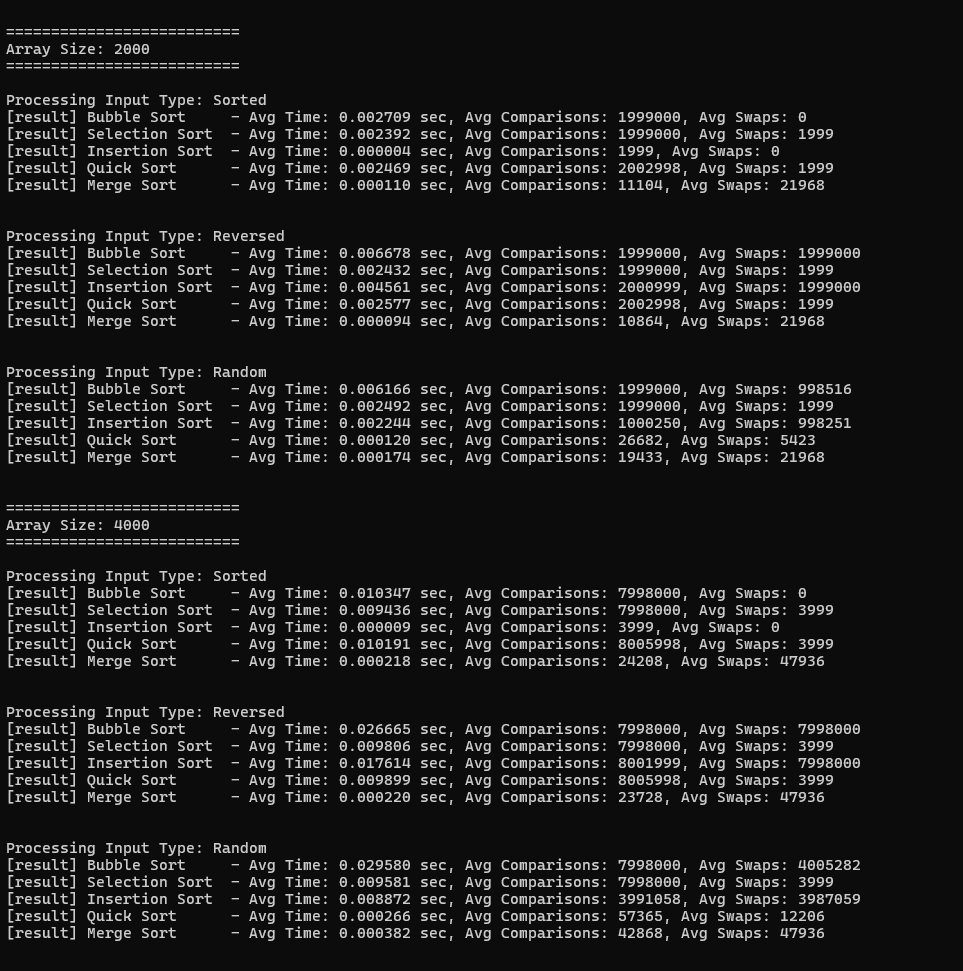 ==========================
Array Size: 2000
==========================
Processing Input Type: Sorted
[result] Bubble Sort     - Avg Time: 0.002709 sec, Avg Comparisons: 1999000, Avg Swaps: 0
[result] Selection Sort  - Avg Time: 0.002392 sec, Avg Comparisons: 1999000, Avg Swaps: 1999
[result] Insertion Sort  - Avg Time: 0.000004 sec, Avg Comparisons: 1999, Avg Swaps: 0
[result] Quick Sort      - Avg Time: 0.002469 sec, Avg Comparisons: 2002998, Avg Swaps: 1999
[result] Merge Sort      - Avg Time: 0.000110 sec, Avg Comparisons: 11104, Avg Swaps: 21968
Processing Input Type: Reversed
[result] Bubble Sort     - Avg Time: 0.006678 sec, Avg Comparisons: 1999000, Avg Swaps: 1999000
[result] Selection Sort  - Avg Time: 0.002432 sec, Avg Comparisons: 1999000, Avg Swaps: 1999
[result] Insertion Sort  - Avg Time: 0.004561 sec, Avg Comparisons: 2000999, Avg Swaps: 1999000
[result] Quick Sort      - Avg Time: 0.002577 sec, Avg Comparisons: 2002998, Avg Swaps: 1999
[result] Merge Sort      - Avg Time: 0.000094 sec, Avg Comparisons: 10864, Avg Swaps: 21968
Processing Input Type: Random
[result] Bubble Sort     - Avg Time: 0.006166 sec, Avg Comparisons: 1999000, Avg Swaps: 998516
[result] Selection Sort  - Avg Time: 0.002492 sec, Avg Comparisons: 1999000, Avg Swaps: 1999
[result] Insertion Sort  - Avg Time: 0.002244 sec, Avg Comparisons: 1000250, Avg Swaps: 998251
[result] Quick Sort      - Avg Time: 0.000120 sec, Avg Comparisons: 26682, Avg Swaps: 5423
[result] Merge Sort      - Avg Time: 0.000174 sec, Avg Comparisons: 19433, Avg Swaps: 21968
==========================
Array Size: 4000
==========================
Processing Input Type: Sorted
[result] Bubble Sort     - Avg Time: 0.010347 sec, Avg Comparisons: 7998000, Avg Swaps: 0
[result] Selection Sort  - Avg Time: 0.009436 sec, Avg Comparisons: 7998000, Avg Swaps: 3999
[result] Insertion Sort  - Avg Time: 0.000009 sec, Avg Comparisons: 3999, Avg Swaps: 0
[result] Quick Sort      - Avg Time: 0.010191 sec, Avg Comparisons: 8005998, Avg Swaps: 3999
[result] Merge Sort      - Avg Time: 0.000218 sec, Avg Comparisons: 24208, Avg Swaps: 47936
Processing Input Type: Reversed
[result] Bubble Sort     - Avg Time: 0.026665 sec, Avg Comparisons: 7998000, Avg Swaps: 7998000
[result] Selection Sort  - Avg Time: 0.009806 sec, Avg Comparisons: 7998000, Avg Swaps: 3999
[result] Insertion Sort  - Avg Time: 0.017614 sec, Avg Comparisons: 8001999, Avg Swaps: 7998000
[result] Quick Sort      - Avg Time: 0.009899 sec, Avg Comparisons: 8005998, Avg Swaps: 3999
[result] Merge Sort      - Avg Time: 0.000220 sec, Avg Comparisons: 23728, Avg Swaps: 47936
Processing Input Type: Random
[result] Bubble Sort     - Avg Time: 0.029580 sec, Avg Comparisons: 7998000, Avg Swaps: 4005282
[result] Selection Sort  - Avg Time: 0.009581 sec, Avg Comparisons: 7998000, Avg Swaps: 3999
[result] Insertion Sort  - Avg Time: 0.008872 sec, Avg Comparisons: 3991058, Avg Swaps: 3987059
[result] Quick Sort      - Avg Time: 0.000266 sec, Avg Comparisons: 57365, Avg Swaps: 12206
[result] Merge Sort      - Avg Time: 0.000382 sec, Avg Comparisons: 42868, Avg Swaps: 47936